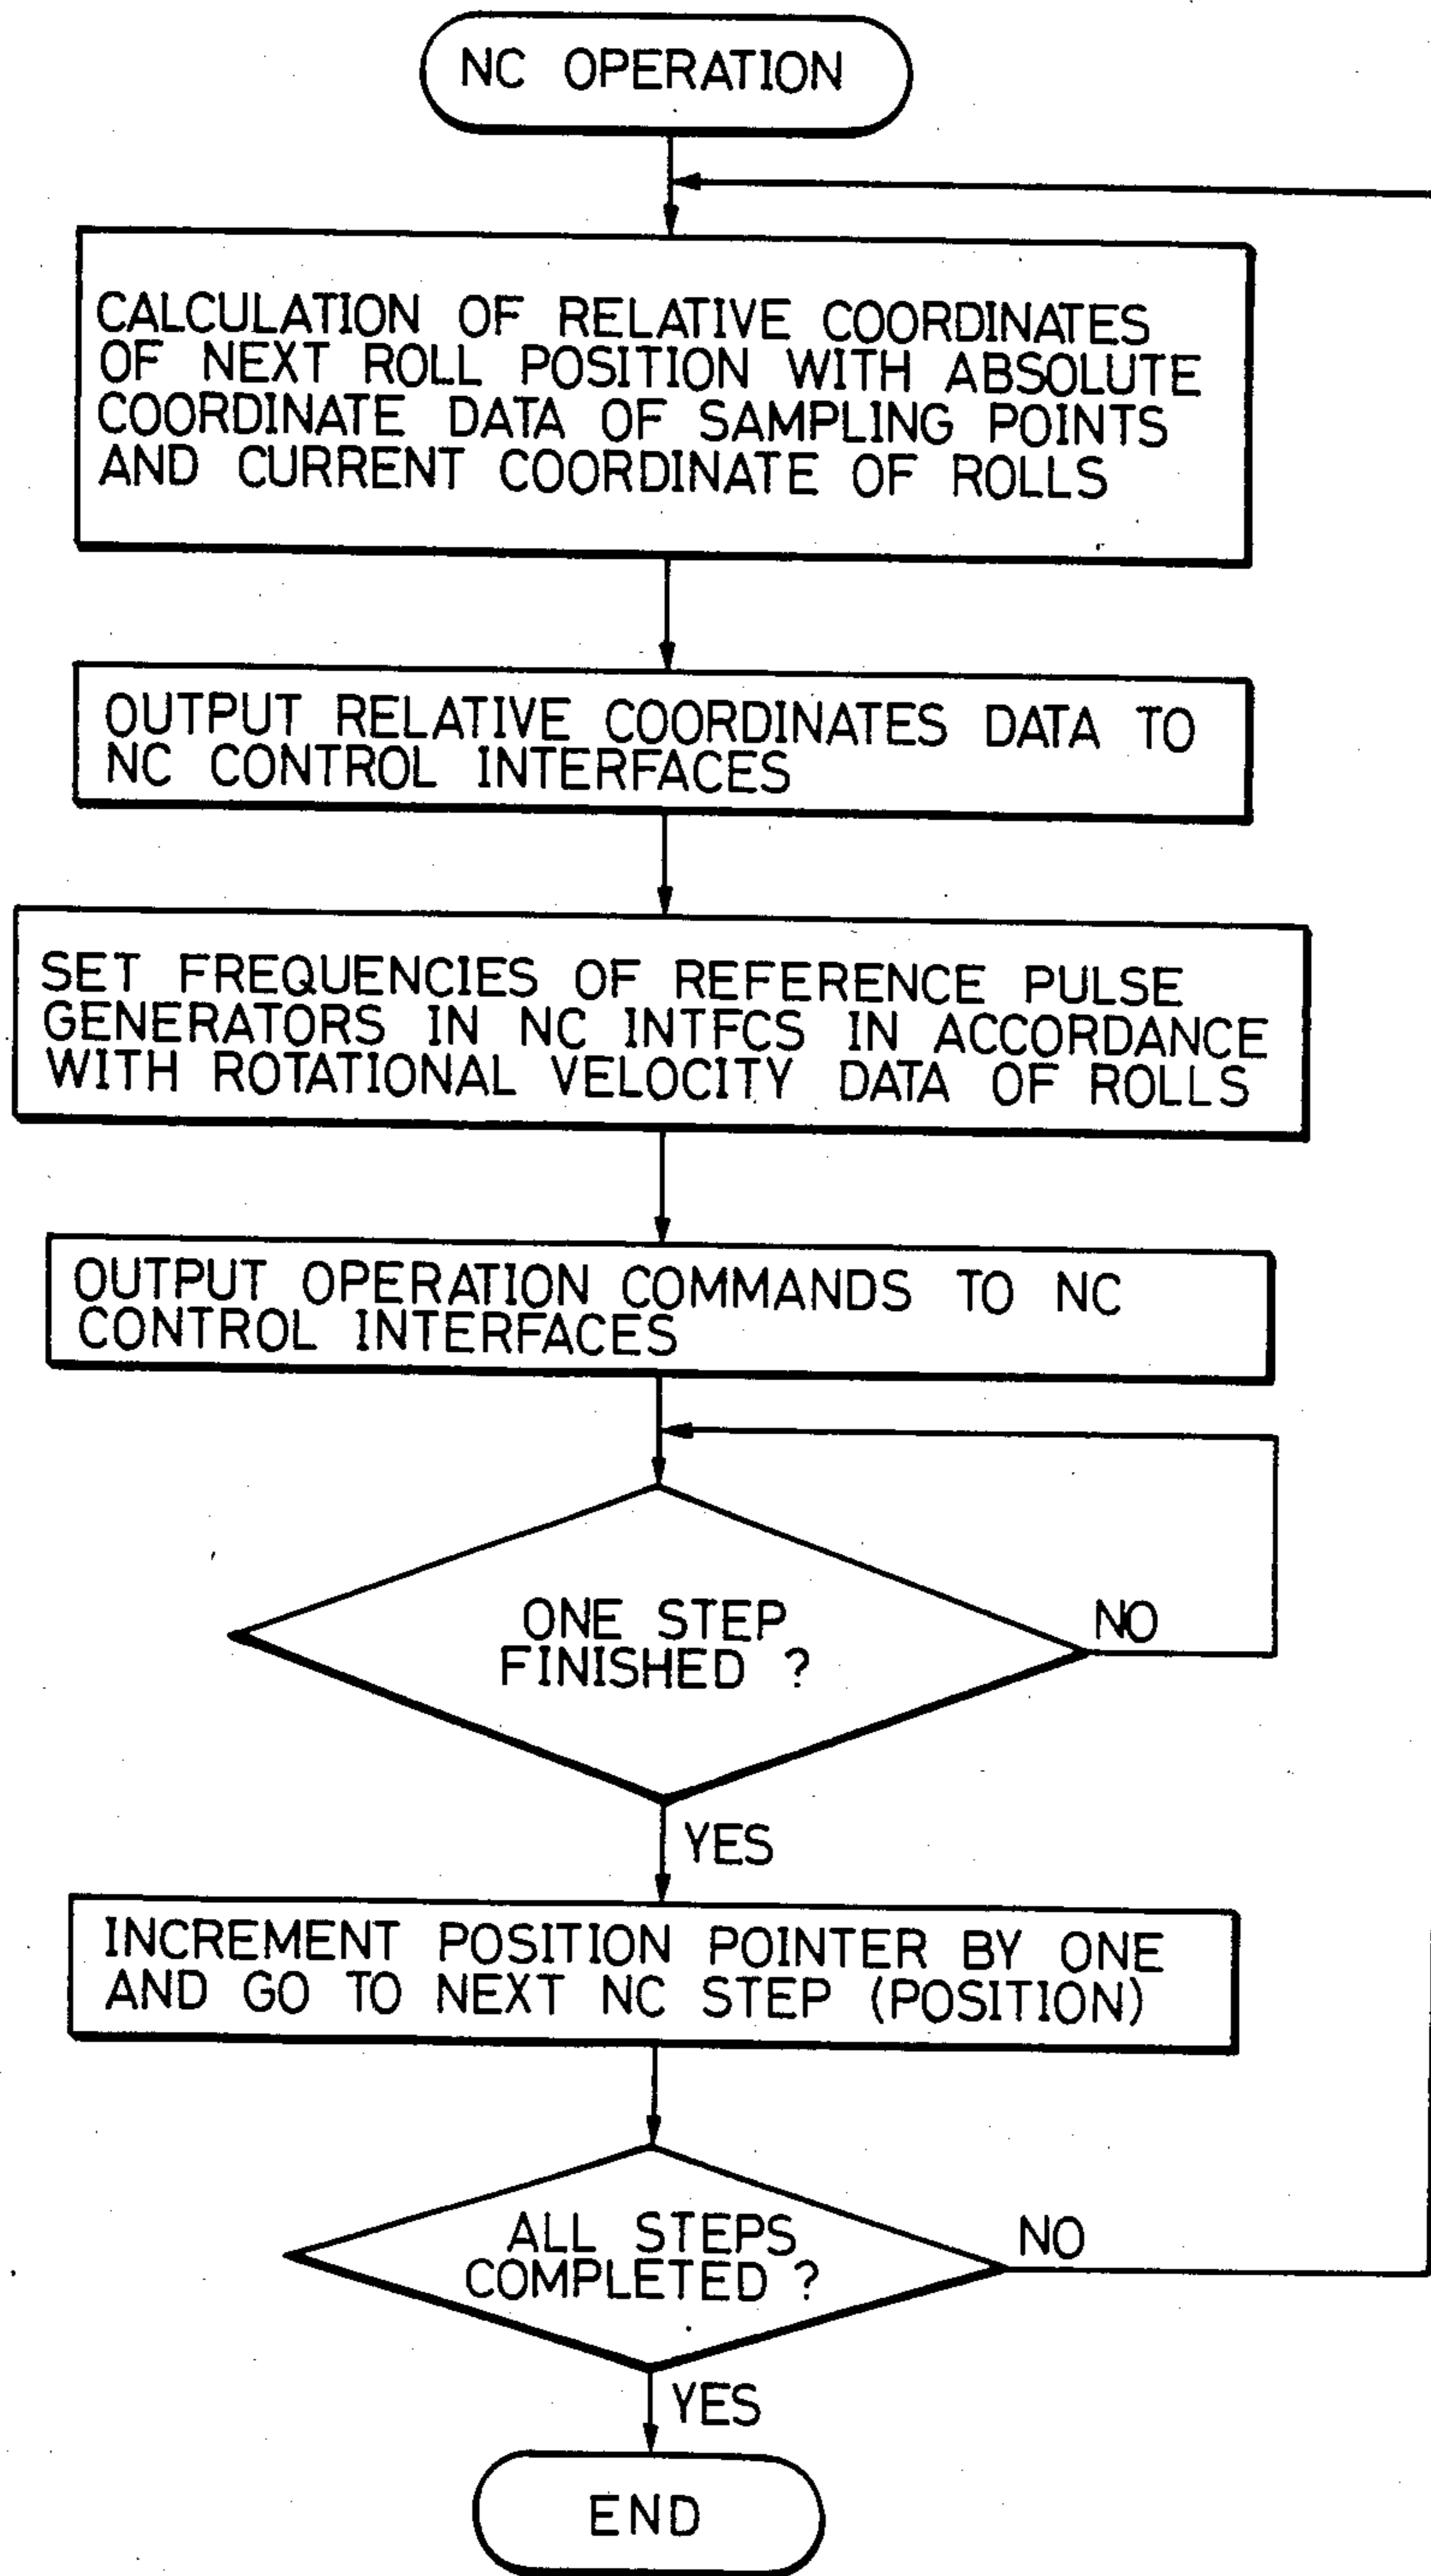 NC OPERATION
CALCULATION OF RELATIVE COORDINATES
OF NEXT ROLL POSITION WITH ABSOLUTE
COORDINATE DATA OF SAMPLING POINTS
AND CURRENT COORDINATE OF ROLLS
OUTPUT RELATIVE COORDINATES DATA TO
NC CONTROL INTERFACES
SET FREQUENCIES OF REFERENCE PULSE
GENERATORS IN NC INTFCS IN ACCORDANCE
WITH ROTATIONAL VELOCITY DATA OF ROLLS
OUTPUT OPERATION COMMANDS TO NC
CONTROL INTERFACES
ONE STEP
FINISHED ?
NO
YES
INCREMENT POSITION POINTER BY ONE
AND GO TO NEXT NC STEP (POSITION)
ALL STEPS
COMPLETED ?
NO
YES
END